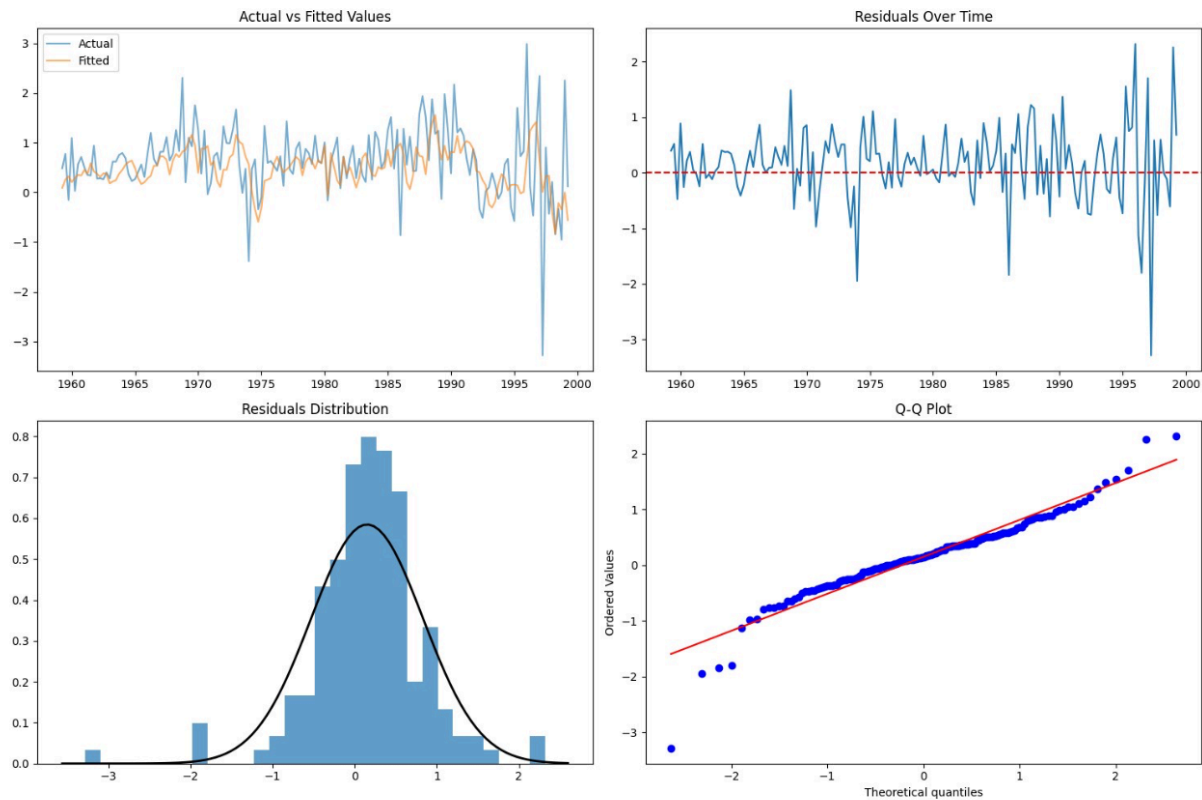 Actual vs Fitted Values
Actual
Fitted
3
2
1
0
−1
−2
−3
1960 1965 1970 1975 1980 1985 1990 1995 2000
Residuals Over Time
2
1
0
−1
−2
−3
1960 1965 1970 1975 1980 1985 1990 1995 2000
Residuals Distribution
0.8
0.7
0.6
0.5
0.4
0.3
0.2
0.1
0.0
−3 −2 −1 0 1 2
Q-Q Plot
Ordered Values
2
1
0
−1
−2
−3
−2 −1 0 1 2
Theoretical quantiles